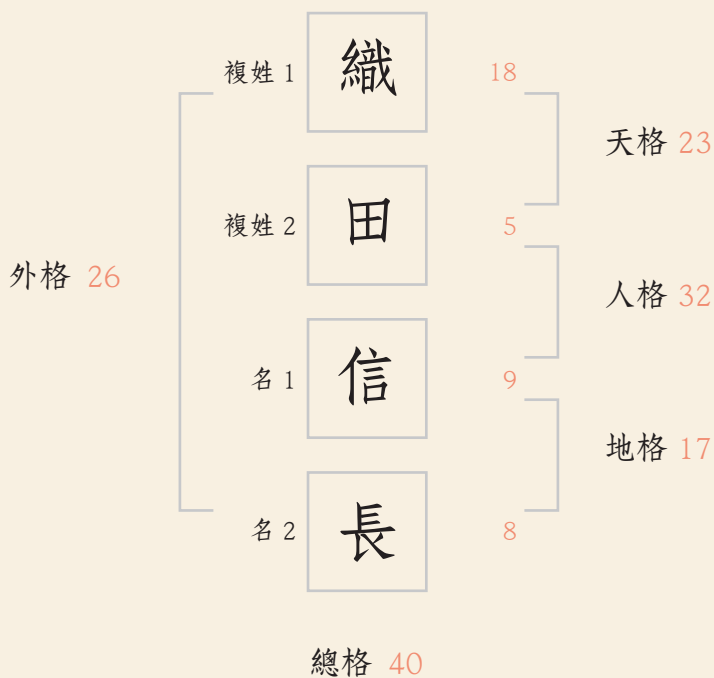 複姓 1 織 18
天格 23
複姓 2 田 5
外格 26
人格 32
名 1 信 9
地格 17
名 2 長 8
總格 40